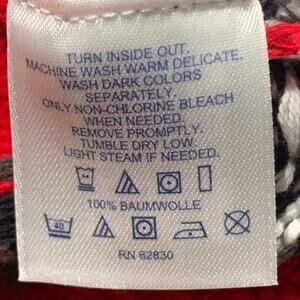 TURN INSIDE OUT.
MACHINE WASH WARM DELICATE.
WASH DARK COLORS
SEPARATELY.
ONLY NON-CHLORINE BLEACH
WHEN NEEDED.
REMOVE PROMPTLY.
TUMBLE DRY LOW.
LIGHT STEAM IF NEEDED.
100% BAUMWOLLE
40
RN 62830